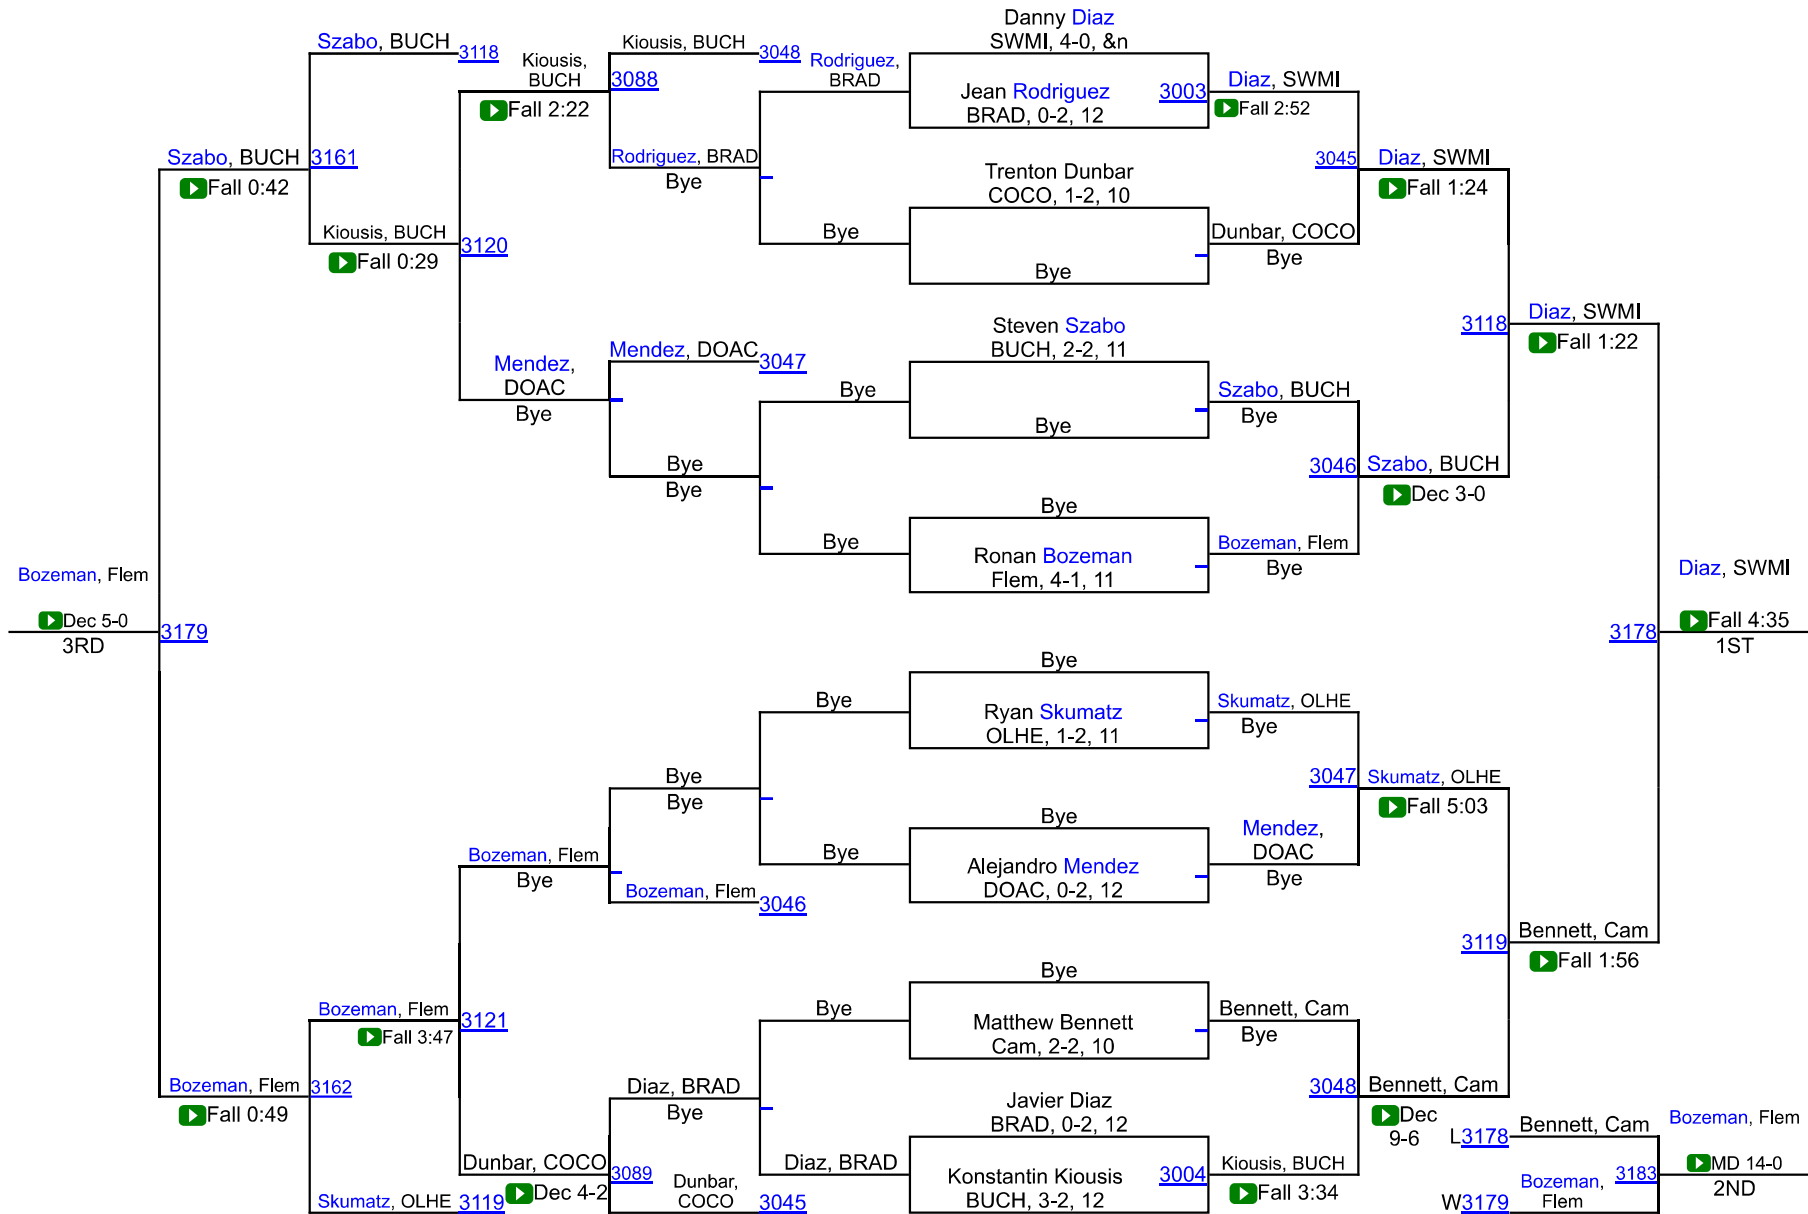 Danny Diaz
SWMI, 4-0, &n
Szabo, BUCH
3118
Kiousis,
BUCH
Fall 2:22
3088
Kiousis, BUCH
3048
Rodriguez,
BRAD
Jean Rodriguez
BRAD, 0-2, 12
3003
Diaz, SWMI
Fall 2:52
Szabo, BUCH
Fall 0:42
3161
Rodriguez, BRAD
Bye
Trenton Dunbar
COCO, 1-2, 10
3045
Diaz, SWMI
Fall 1:24
Kiousis, BUCH
Fall 0:29
3120
Bye
Bye
Dunbar, COCO
Bye
Steven Szabo
BUCH, 2-2, 11
3118
Diaz, SWMI
Fall 1:22
Mendez,
DOAC
Bye
Mendez, DOAC
3047
Bye
Bye
Szabo, BUCH
Bye
Bye
Bye
3046
Szabo, BUCH
Dec 3-0
Bye
Bye
Ronan Bozeman
Flem, 4-1, 11
Bozeman, Flem
Bye
Bozeman, Flem
Dec 5-0
3RD
3179
Diaz, SWMI
3178
Fall 4:35
1ST
Bye
Bye
Ryan Skumatz
OLHE, 1-2, 11
Skumatz, OLHE
Bye
Bye
Bye
3047
Skumatz, OLHE
Fall 5:03
Bye
Bozeman, Flem
Bye
Bye
Alejandro Mendez
DOAC, 0-2, 12
Mendez,
DOAC
Bye
Bozeman, Flem
3046
3119
Bennett, Cam
Fall 1:56
Bye
Bozeman, Flem
Fall 3:47
3121
Bye
Matthew Bennett
Cam, 2-2, 10
Bennett, Cam
Bye
Bozeman, Flem
Fall 0:49
3162
Diaz, BRAD
Bye
Javier Diaz
BRAD, 0-2, 12
3048
Bennett, Cam
Dec
9-6
L3178
Bennett, Cam
Bozeman, Flem
Dunbar, COCO
Dec 4-2
3089
Dunbar,
COCO
3045
Diaz, BRAD
Konstantin Kiousis
BUCH, 3-2, 12
3004
Kiousis, BUCH
Fall 3:34
3183
MD 14-0
2ND
Skumatz, OLHE
3119
W3179
Bozeman,
Flem